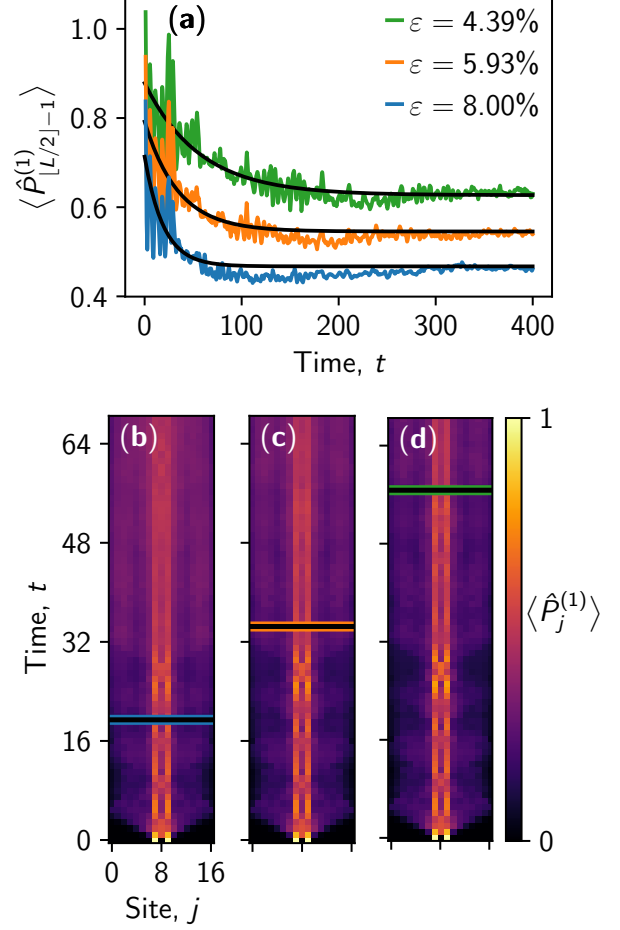 (a)
ε = 4.39%
ε = 5.93%
ε = 8.00%
1.0
0.8
0.6
0.4
⟨P̂^{(1)}_{⌊L/2⌋−1}⟩
0 100 200 300 400
Time, t
(b) (c) (d)
64
48
32
16
0
Time, t
0 8 16
Site, j
1
0
⟨P̂_j^{(1)}⟩